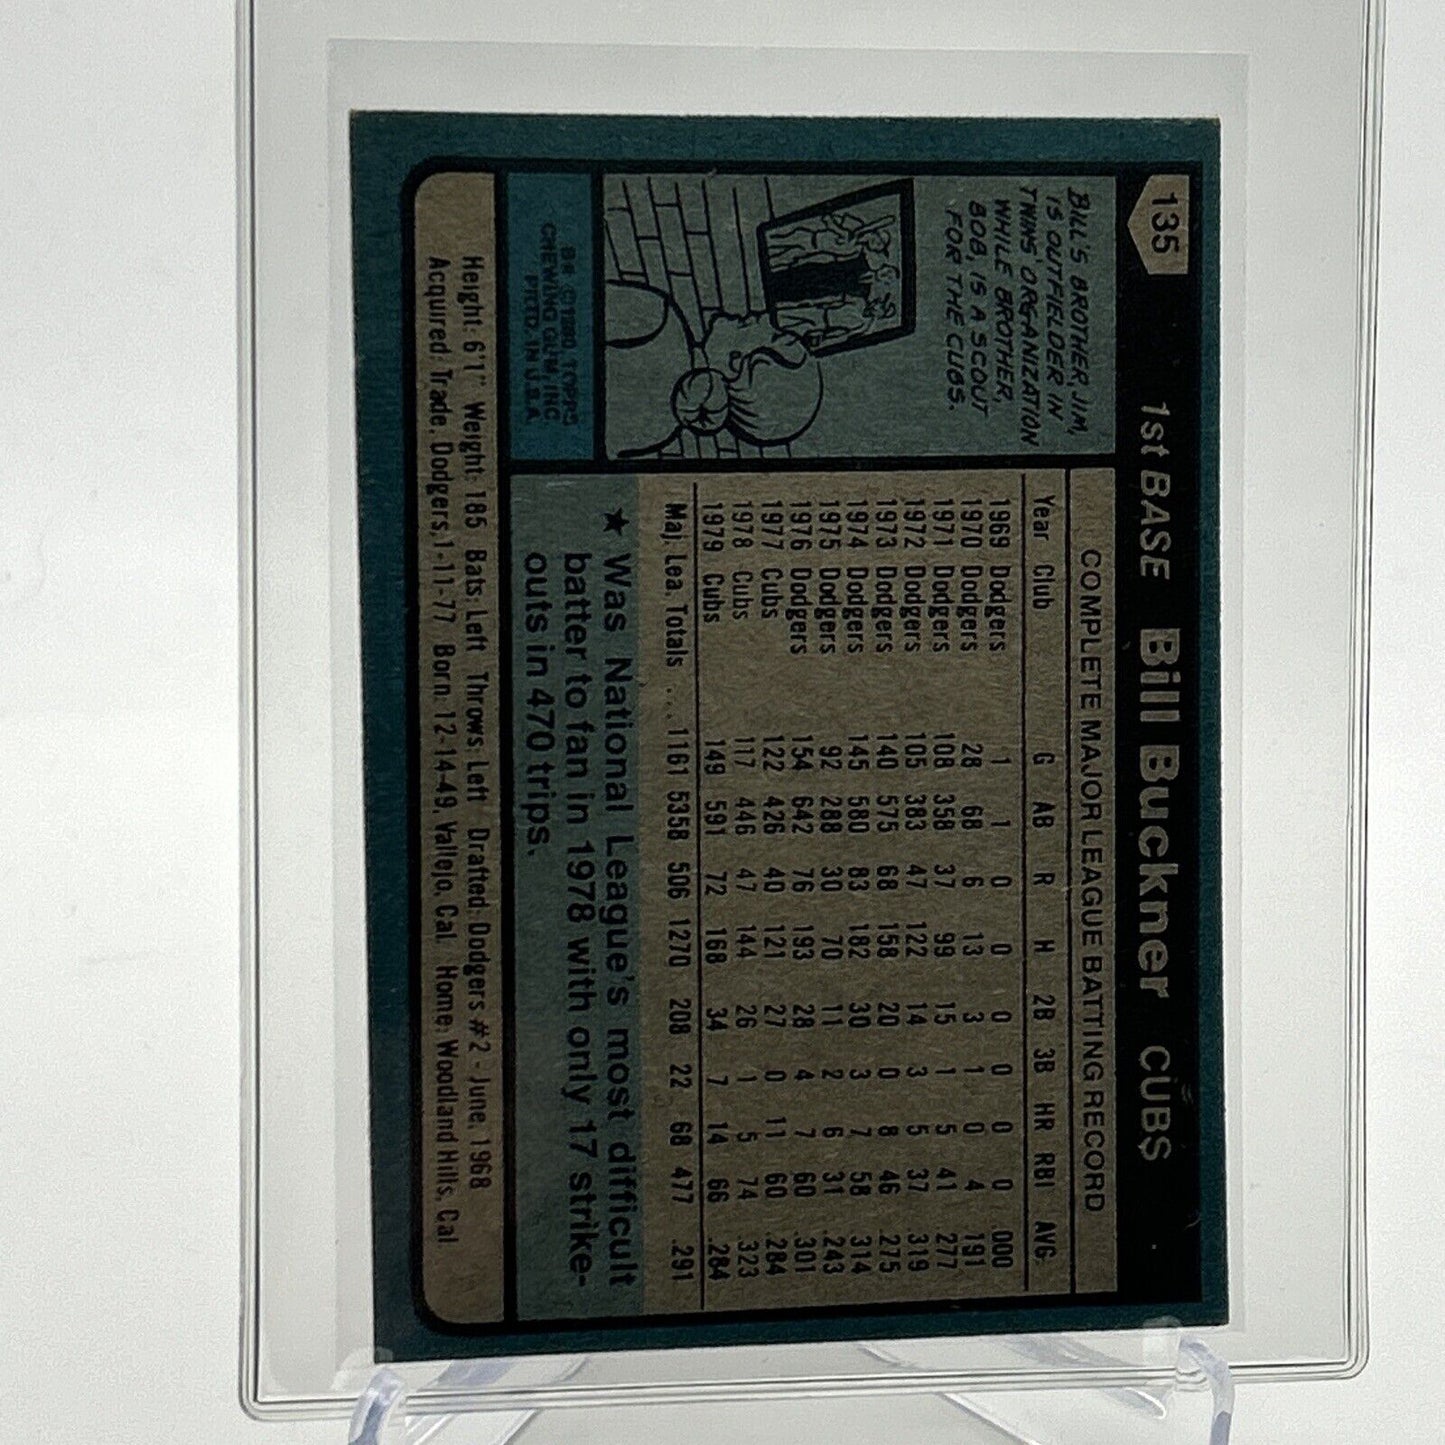 135 1st BASE Bill Buckner CUBS
BILL'S BROTHER, JIM,
IS OUTFIELDER IN
TWINS ORGANIZATION
WHILE BROTHER,
BOB, IS A SCOUT
FOR THE CUBS.
B* © 1980 TOPPS
CHEWING GUM, INC.
PRTD. IN U.S.A.
COMPLETE MAJOR LEAGUE BATTING RECORD
Year Club G AB R H 2B 3B HR RBI AVG.
1969 Dodgers 1 1 0 0 0 0 0 0 .000
1970 Dodgers 28 68 6 13 3 1 0 4 .191
1971 Dodgers 108 358 37 99 15 1 5 41 .277
1972 Dodgers 105 383 47 122 14 3 5 37 .319
1973 Dodgers 140 575 68 158 20 0 8 46 .275
1974 Dodgers 145 580 83 182 30 3 7 58 .314
1975 Dodgers 92 288 30 70 11 2 6 31 .243
1976 Dodgers 154 642 76 193 28 4 7 60 .301
1977 Cubs 122 426 40 121 27 0 11 60 .284
1978 Cubs 117 446 47 144 26 1 5 74 .323
1979 Cubs 149 591 72 168 34 7 14 66 .284
Maj. Lea. Totals ... 1161 5358 506 1270 208 22 68 477 .291
★ Was National League's most difficult
batter to fan in 1978 with only 17 strike-
outs in 470 trips.
Height: 6'1" Weight: 185 Bats: Left Throws: Left Drafted: Dodgers #2 - June, 1968
Acquired: Trade, Dodgers, 1-11-77 Born: 12-14-49, Vallejo, Cal. Home: Woodland Hills, Cal.